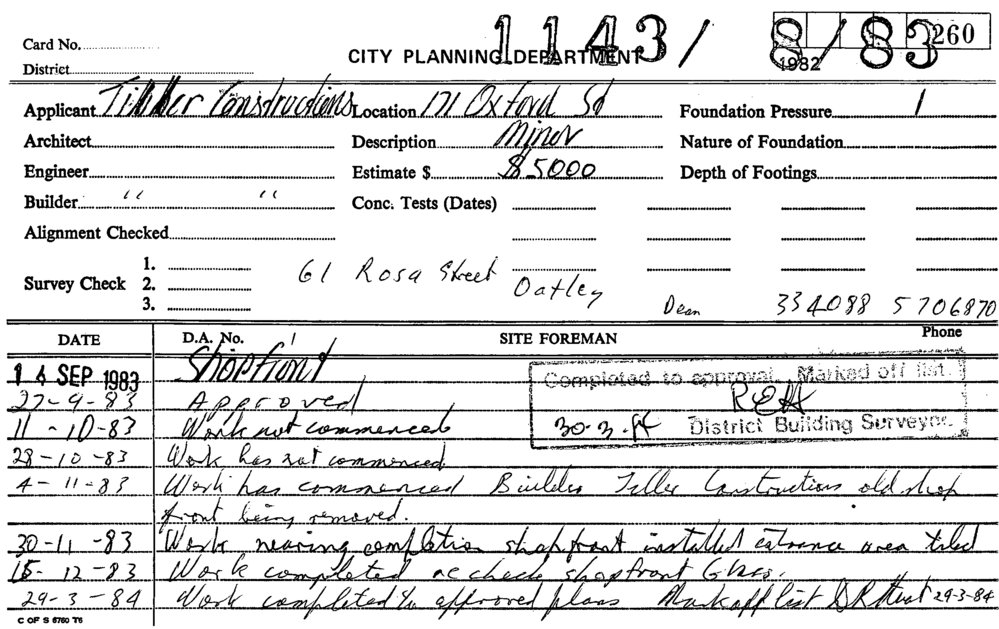 Card No. 1143/ 8/83 260
CITY PLANNING DEPARTMENT 1982
District
Applicant Tiller Constructions Location 171 Oxford St Foundation Pressure 1
Architect Description Minor Nature of Foundation
Engineer Estimate $ $5000 Depth of Footings
Builder " " Conc. Tests (Dates)
Alignment Checked
Survey Check 1. 2. 3.
61 Rosa Street Oatley Dean 334088 5706870
DATE D.A. No. SITE FOREMAN Phone
14 SEP 1983 Shopfront
Completed to approval. Marked off list.
27-9-83 Approved
REH
30-3-84 District Building Surveyor.
11-10-83 Work not commenced
28-10-83 Work has not commenced
4-11-83 Work has commenced Builder Tiller Constructions old shop
front being removed.
30-11-83 Work nearing completion shopfront installed entrance area tiled
15-12-83 Work completed recheck shopfront Glass.
29-3-84 Work completed to approved plans Mark off list 29-3-84
C OF S 6760 T6